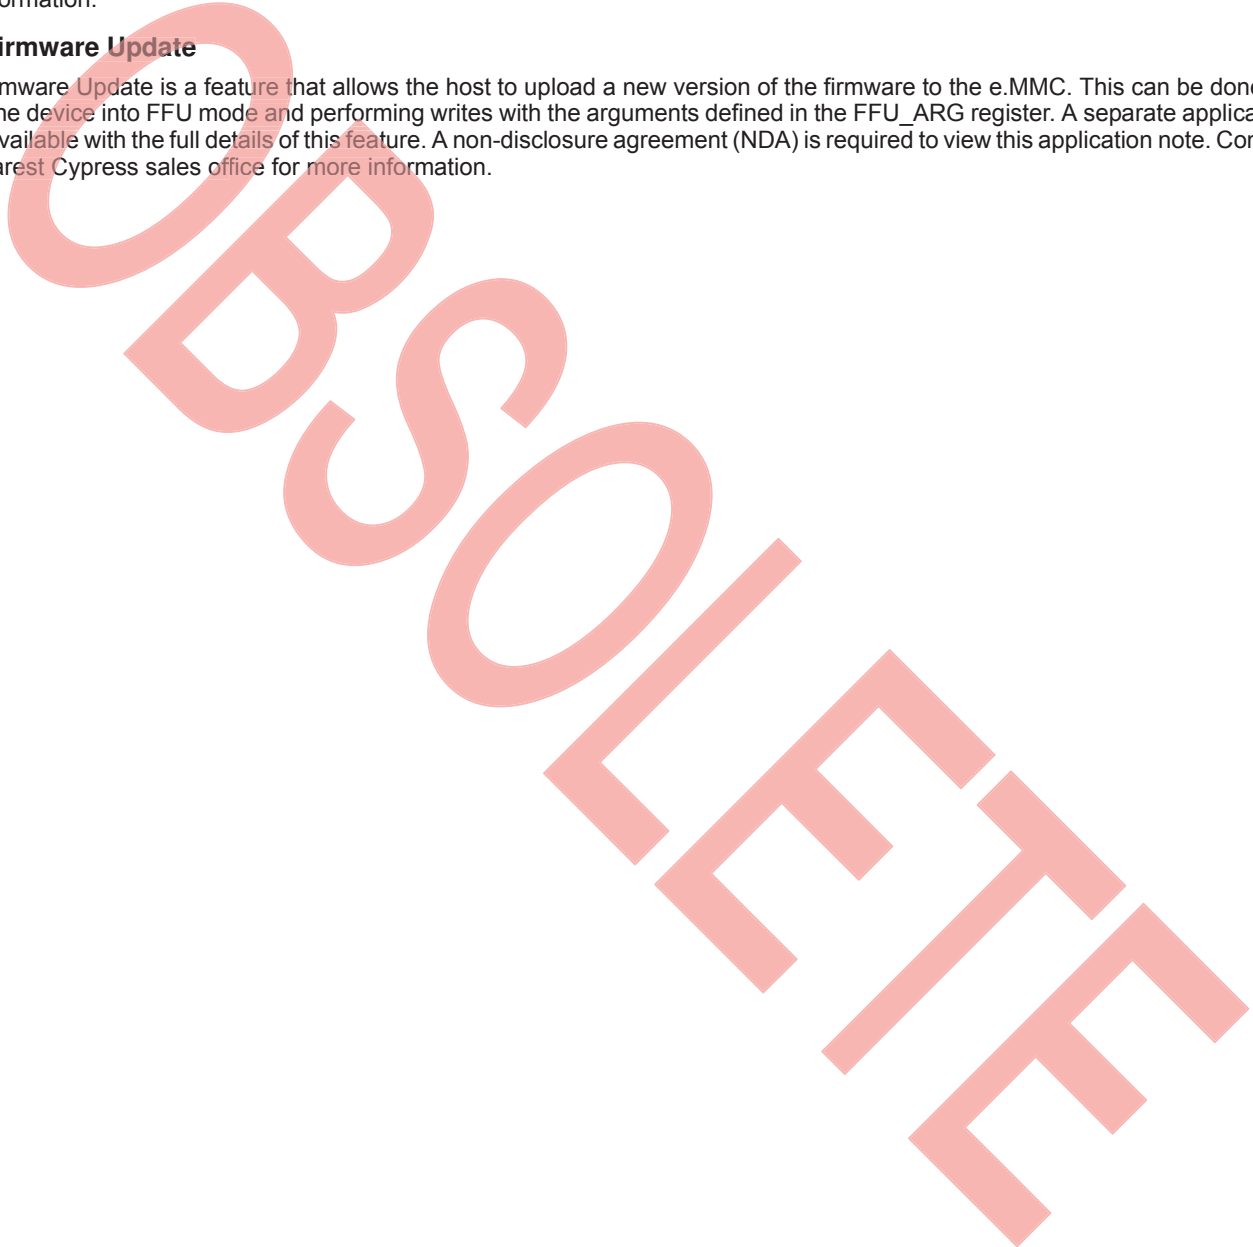 ormation.
irmware Update
mware Update is a feature that allows the host to upload a new version of the firmware to the e.MMC. This can be done
he device into FFU mode and performing writes with the arguments defined in the FFU_ARG register. A separate applica
vailable with the full details of this feature. A non-disclosure agreement (NDA) is required to view this application note. Con
arest Cypress sales office for more information.
OBSOLETE